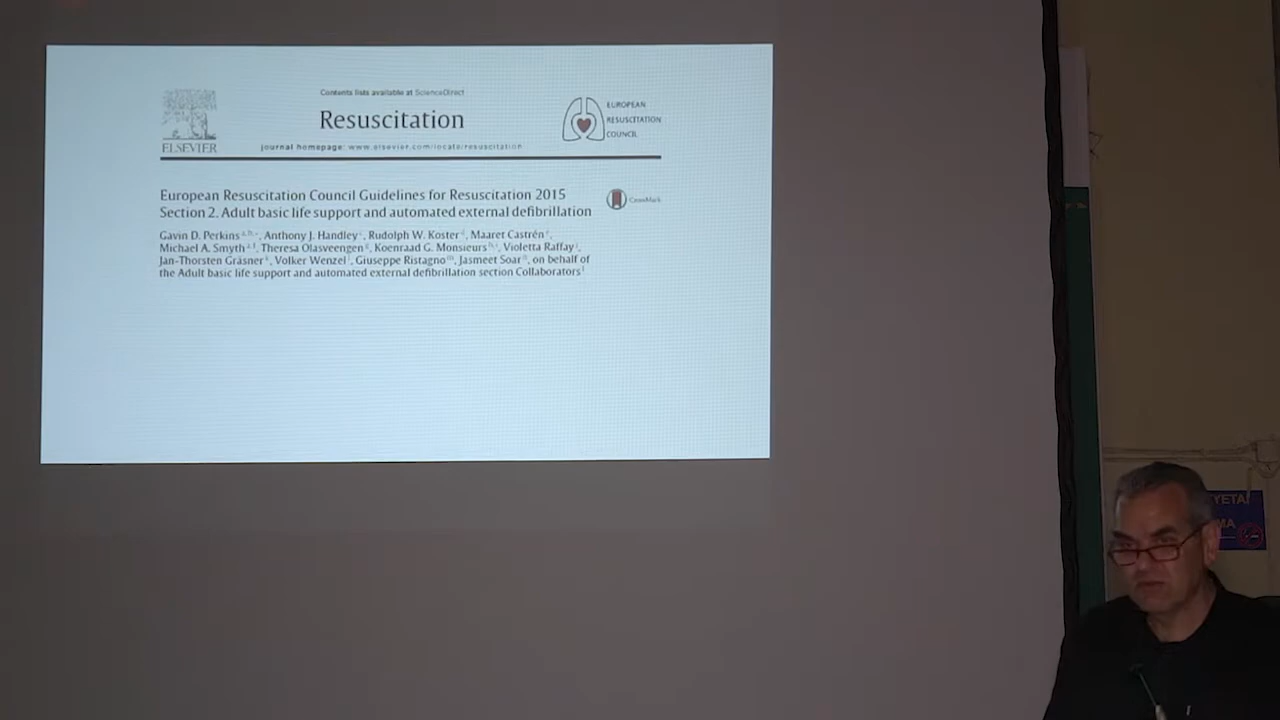 Contents lists available at ScienceDirect
Resuscitation
ELSEVIER
journal homepage: www.elsevier.com/locate/resuscitation
EUROPEAN
RESUSCITATION
COUNCIL
European Resuscitation Council Guidelines for Resuscitation 2015
Section 2. Adult basic life support and automated external defibrillation
CrossMark
Gavin D. Perkins, Anthony J. Handley, Rudolph W. Koster, Maaret Castrén,
Michael A. Smyth, Theresa Olasveengen, Koenraad G. Monsieurs, Violetta Raffay,
Jan-Thorsten Gräsner, Volker Wenzel, Giuseppe Ristagno, Jasmeet Soar, on behalf of
the Adult basic life support and automated external defibrillation section Collaborators